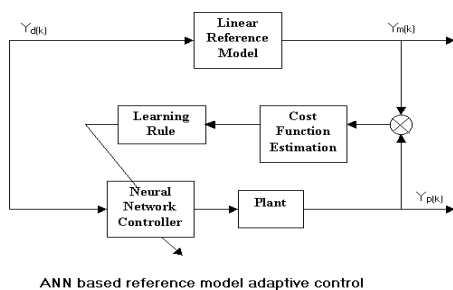 Yd(k)
Linear
Reference
Model
Ym(k)
Learning
Rule
Cost
Function
Estimation
Neural
Network
Controller
Plant
Yp(k)
ANN based reference model adaptive control